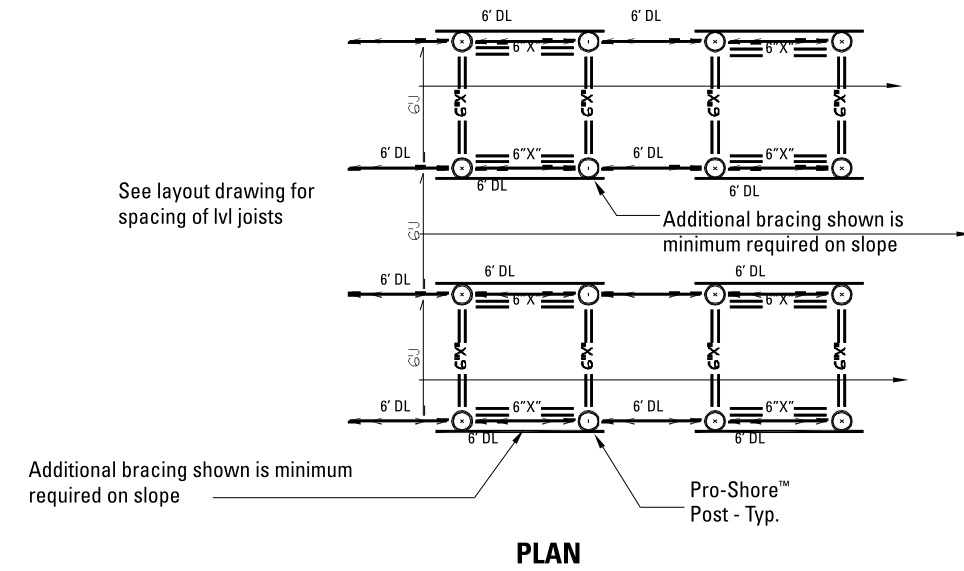 6' DL 6' DL
6"X" 6"X"
6'J 6"X" 6"X" 6"X" 6"X"
6' DL 6"X" 6' DL 6"X"
6' DL 6' DL
See layout drawing for
spacing of lvl joists
Additional bracing shown is
minimum required on slope
6'J
6' DL 6' DL 6' DL
6"X" 6"X"
6'J 6"X" 6"X" 6"X" 6"X"
6' DL 6"X" 6' DL 6"X"
6' DL 6' DL
Additional bracing shown is minimum
required on slope
Pro-Shore™
Post - Typ.
PLAN